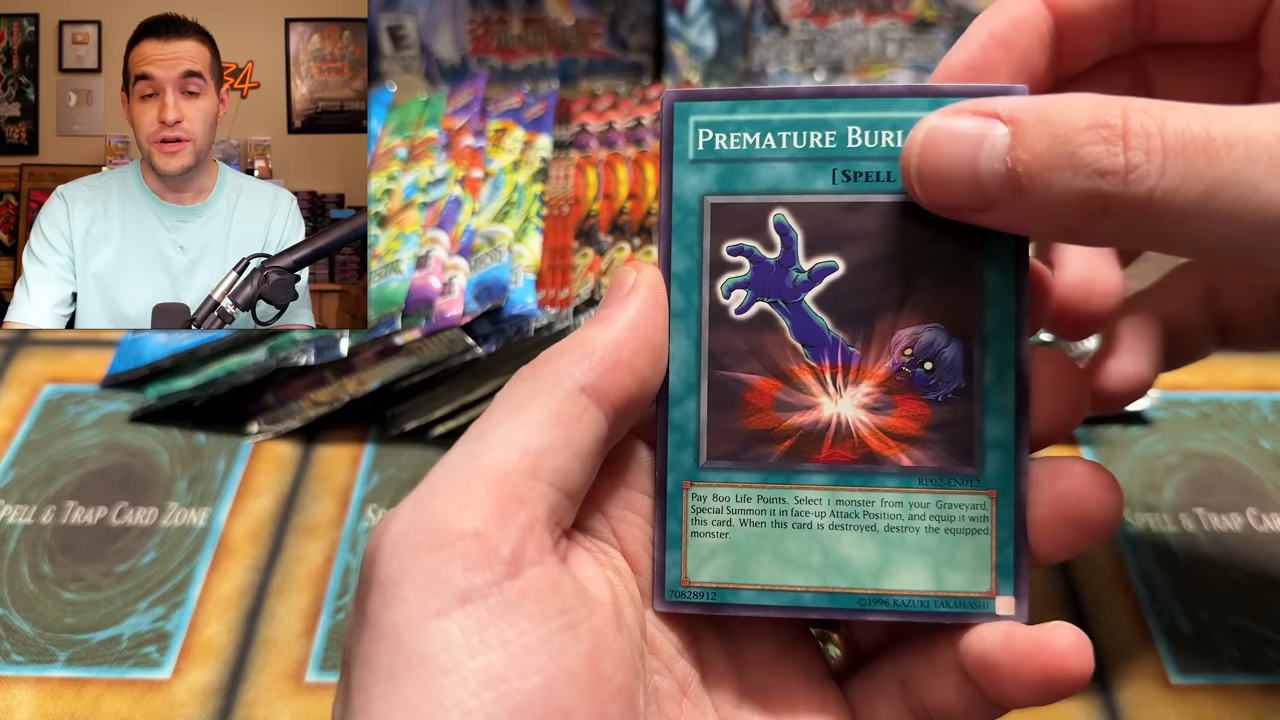 34
PREMATURE BURI
[SPELL
RP02-EN012
Pay 800 Life Points. Select 1 monster from your Graveyard,
Special Summon it in face-up Attack Position, and equip it with
this card. When this card is destroyed, destroy the equipped
monster.
70828912
©1996 KAZUKI TAKAHASHI
SPELL & TRAP CARD ZONE
SPELL & TRAP CAR